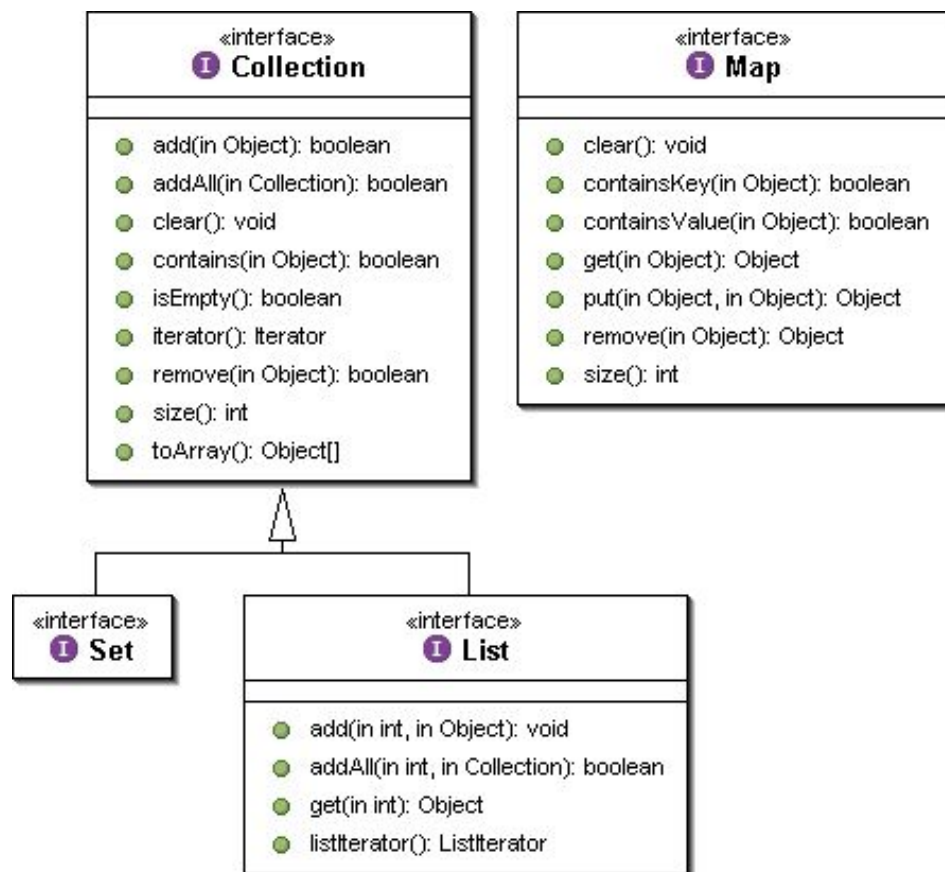 «interface»
I Collection
add(in Object): boolean
addAll(in Collection): boolean
clear(): void
contains(in Object): boolean
isEmpty(): boolean
iterator(): Iterator
remove(in Object): boolean
size(): int
toArray(): Object[]
«interface»
I Map
clear(): void
containsKey(in Object): boolean
containsValue(in Object): boolean
get(in Object): Object
put(in Object, in Object): Object
remove(in Object): Object
size(): int
«interface»
I Set
«interface»
I List
add(in int, in Object): void
addAll(in int, in Collection): boolean
get(in int): Object
listIterator(): ListIterator